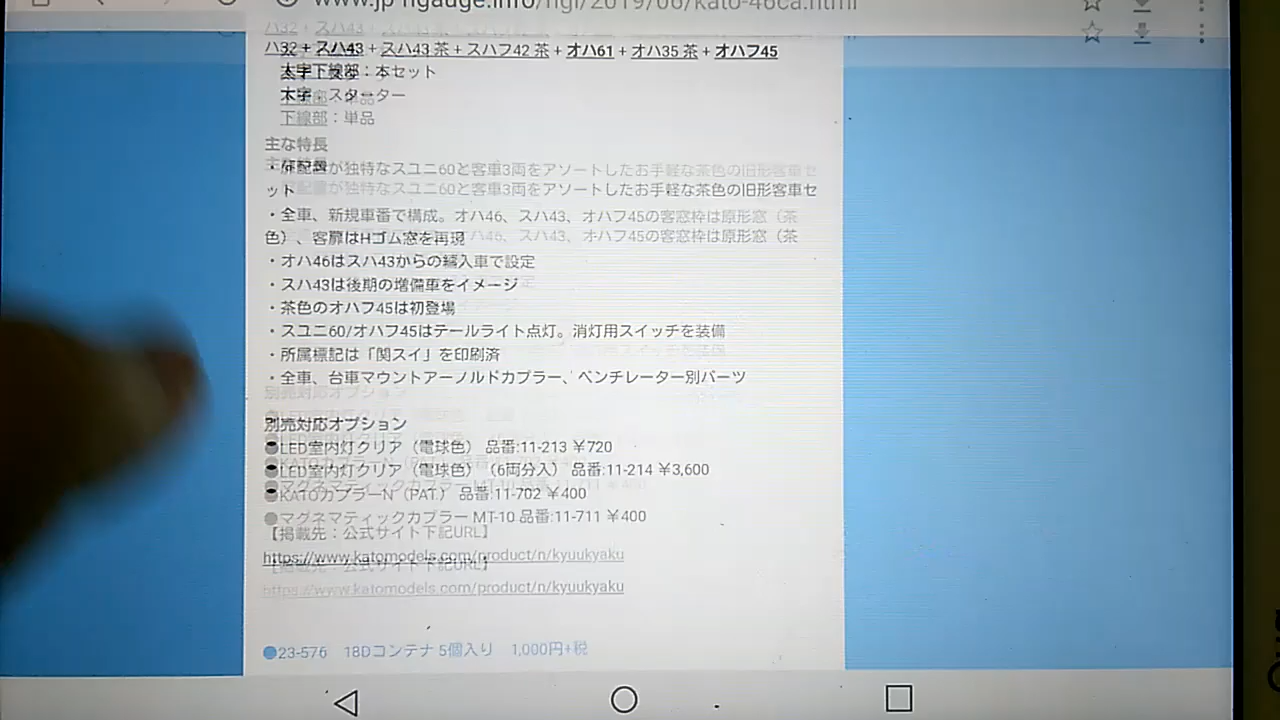 www.jp
ngauge.info/ngi/2019/06/kato-46ca.html
ハ32 + スハ43 + スハ43 茶 + スハフ42 茶 + オハ61 + オハ35 茶 + オハフ45
太字下線部：本セット
太字：スターター
下線部：単品
主な特長
が独特なスユニ60と客車3両をアソートしたお手軽な茶色の旧形客車セ
ット
・全車、新規車番で構成。オハ46、スハ43、オハフ45の客窓枠は原形窓（茶
色）、客扉はHゴム窓を再現
・オハ46はスハ43からの編入車で設定
・スハ43は後期の増備車をイメージ
・茶色のオハフ45は初登場
・スユニ60/オハフ45はテールライト点灯。消灯用スイッチを装備
・所属標記は「関スイ」を印刷済
・全車、台車マウントアーノルドカプラー、ベンチレーター別パーツ
別売対応オプション
●LED室内灯クリア（電球色） 品番:11-213 ￥720
●LED室内灯クリア（電球色）（6両分入） 品番:11-214 ￥3,600
●KATOカプラーN（PAT.） 品番:11-702 ￥400
●マグネマティックカプラー MT-10 品番:11-711 ￥400
【掲載先：公式サイト下記URL】
https://www.katomodels.com/product/n/kyuukyaku
●23-576 18Dコンテナ 5個入り 1,000円+税